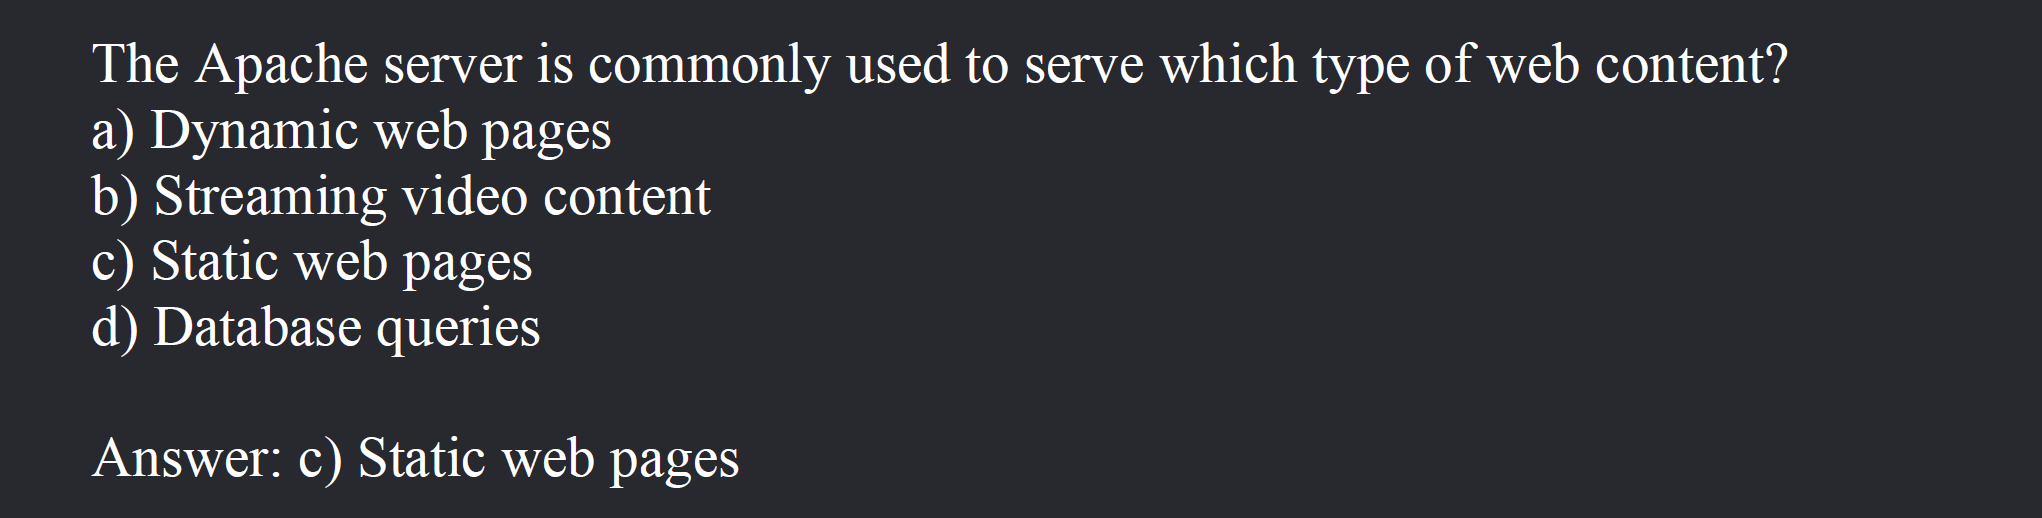 The Apache server is commonly used to serve which type of web content?
a) Dynamic web pages
b) Streaming video content
c) Static web pages
d) Database queries
Answer: c) Static web pages